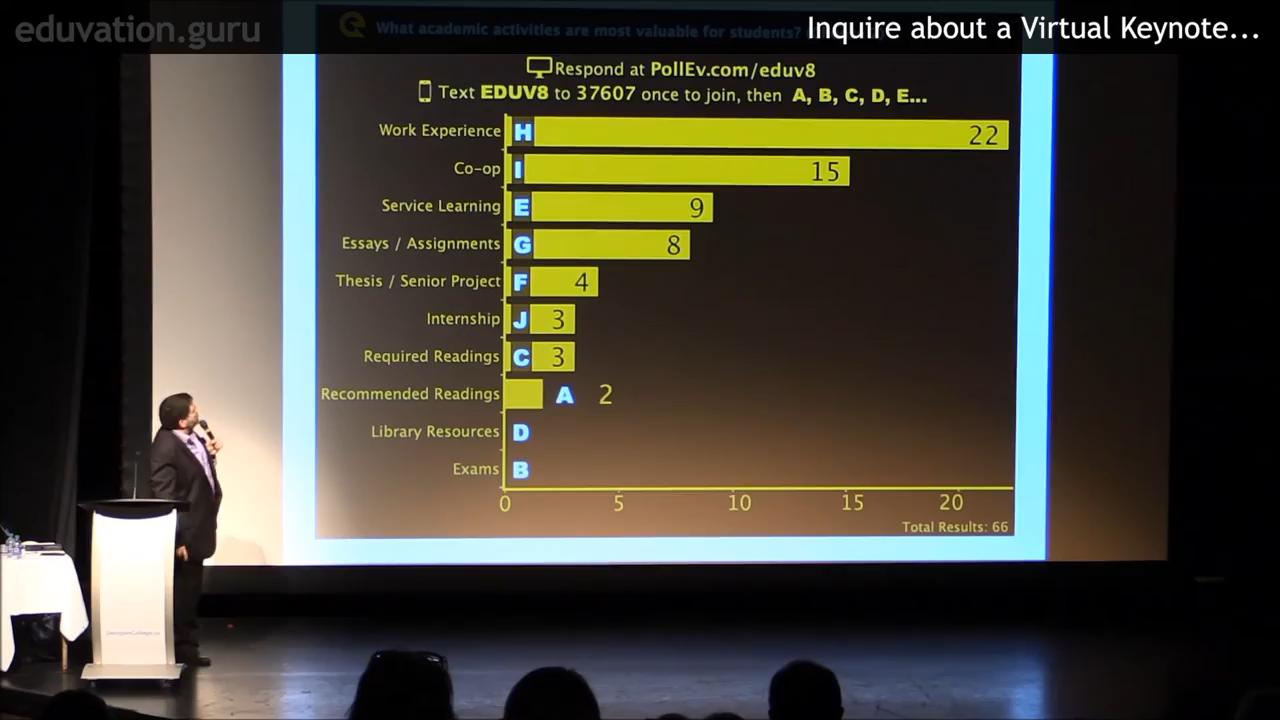 eduvation.guru
Inquire about a Virtual Keynote...
What academic activities are most valuable for students?
Respond at PollEv.com/eduv8
Text EDUV8 to 37607 once to join, then A, B, C, D, E...
Work Experience H 22
Co-op I 15
Service Learning E 9
Essays / Assignments G 8
Thesis / Senior Project F 4
Internship J 3
Required Readings C 3
Recommended Readings A 2
Library Resources D
Exams B
0 5 10 15 20
Total Results: 66